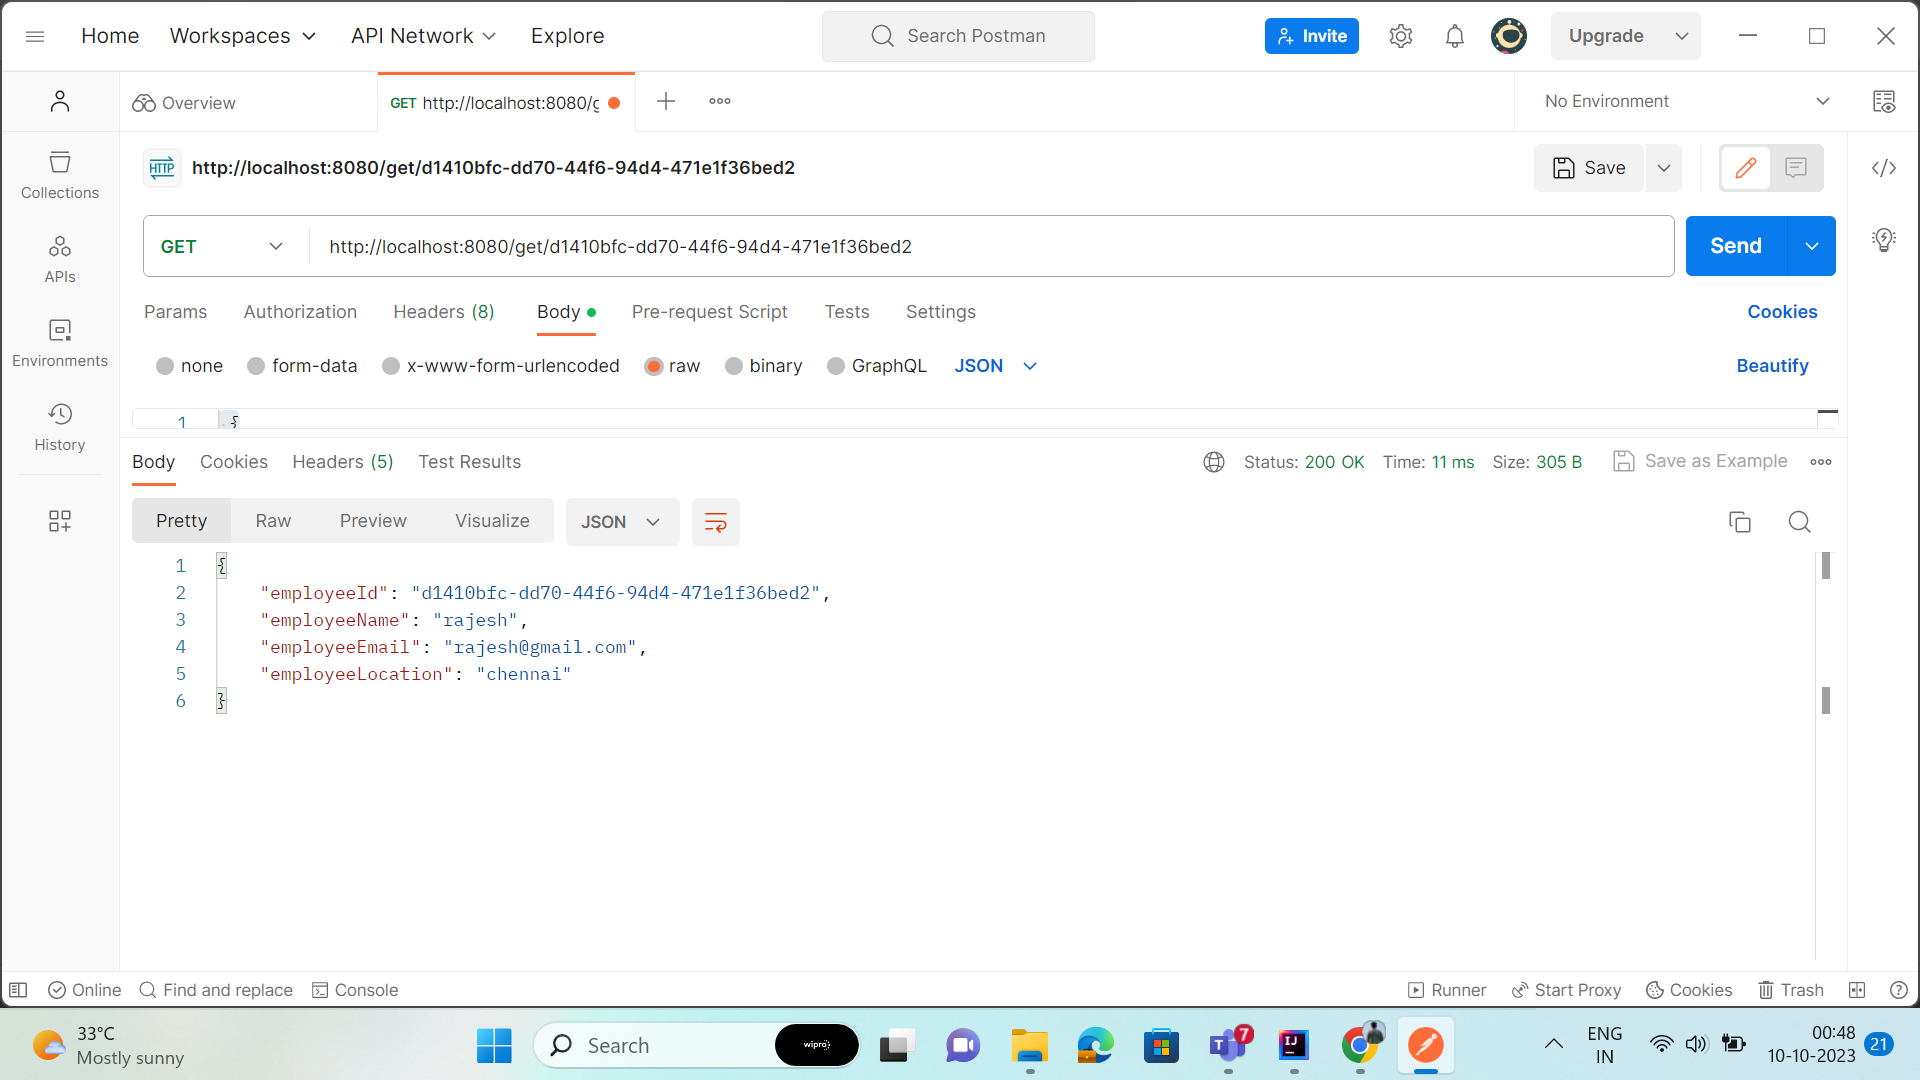 Home Workspaces API Network Explore Search Postman Invite Upgrade
Overview GET http://localhost:8080/g No Environment
HTTP http://localhost:8080/get/d1410bfc-dd70-44f6-94d4-471e1f36bed2 Save
Collections
GET http://localhost:8080/get/d1410bfc-dd70-44f6-94d4-471e1f36bed2 Send
APIs
Params Authorization Headers (8) Body Pre-request Script Tests Settings Cookies
Environments
none form-data x-www-form-urlencoded raw binary GraphQL JSON Beautify
1 {
History
Body Cookies Headers (5) Test Results Status: 200 OK Time: 11 ms Size: 305 B Save as Example
Pretty Raw Preview Visualize JSON
1 {
2 "employeeId": "d1410bfc-dd70-44f6-94d4-471e1f36bed2",
3 "employeeName": "rajesh",
4 "employeeEmail": "rajesh@gmail.com",
5 "employeeLocation": "chennai"
6 }
Online Find and replace Console Runner Start Proxy Cookies Trash
33°C
Mostly sunny
Search wipro
7
IJ
ENG
IN
00:48
10-10-2023
21